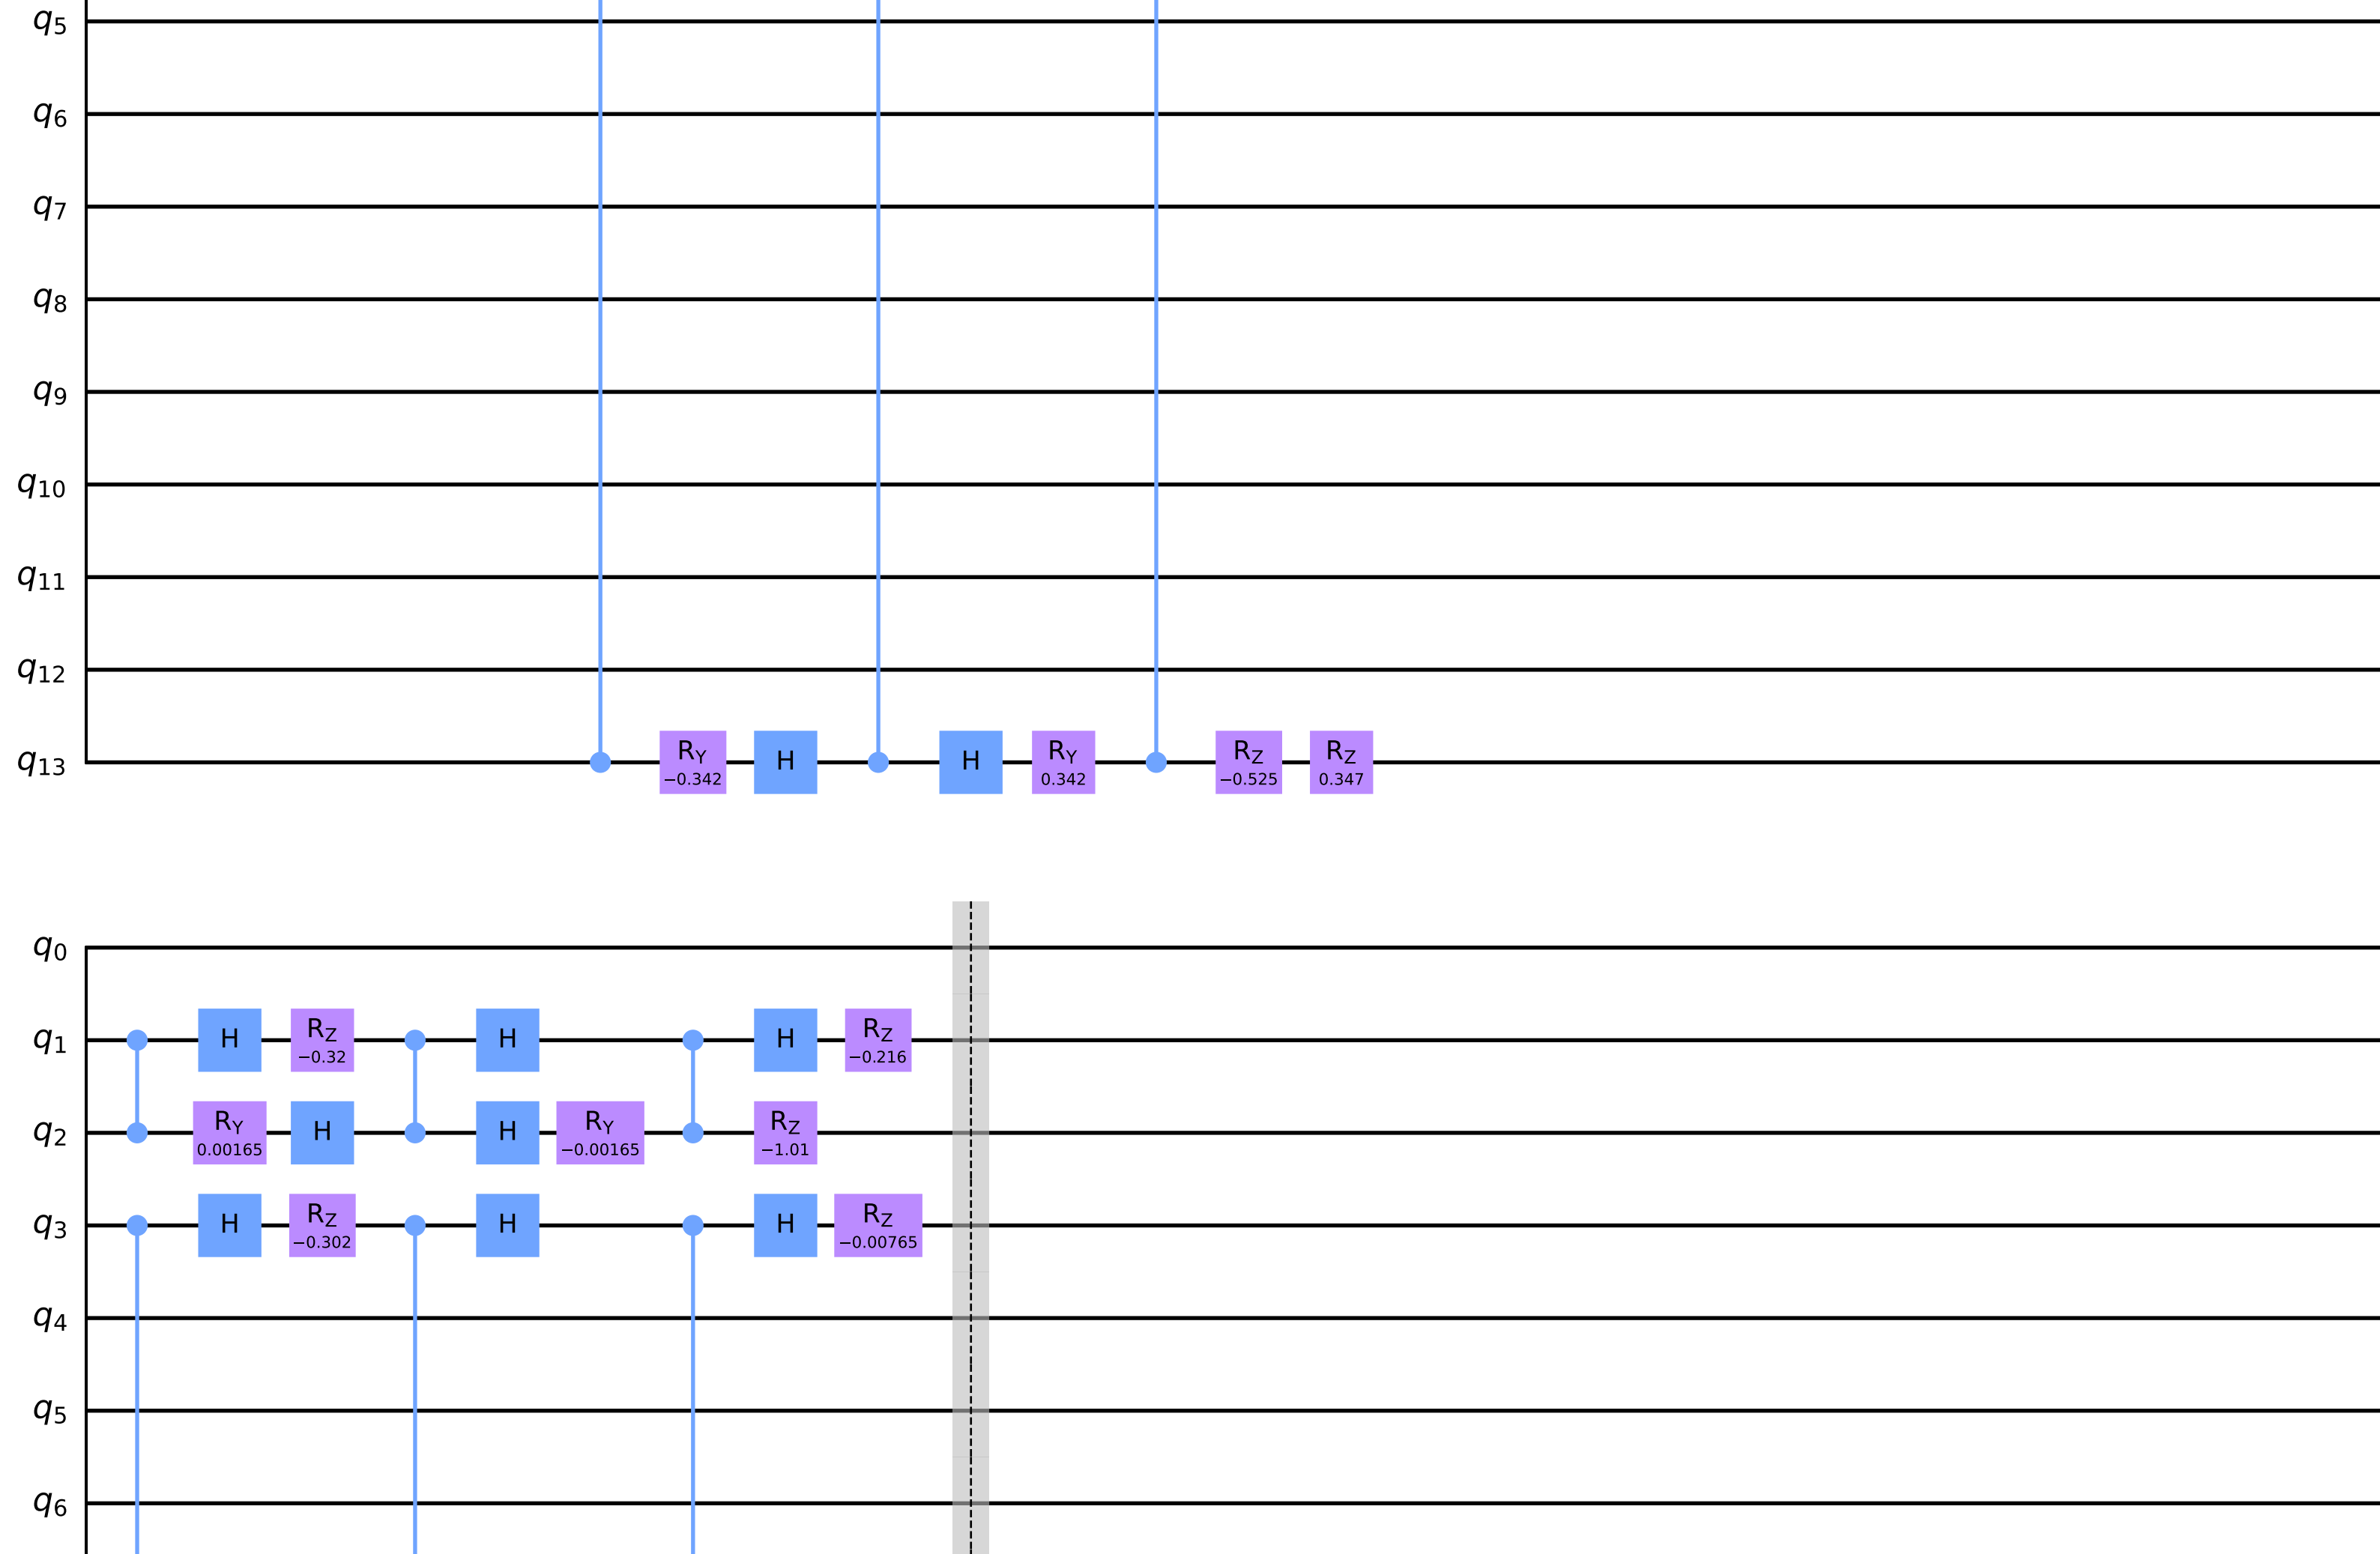 q5
q6
q7
q8
q9
q10
q11
q12
q13 RY −0.342 H H RY 0.342 RZ −0.525 RZ 0.347
q0
q1 H RZ −0.32 H H RZ −0.216
q2 RY 0.00165 H H RY −0.00165 RZ −1.01
q3 H RZ −0.302 H H RZ −0.00765
q4
q5
q6